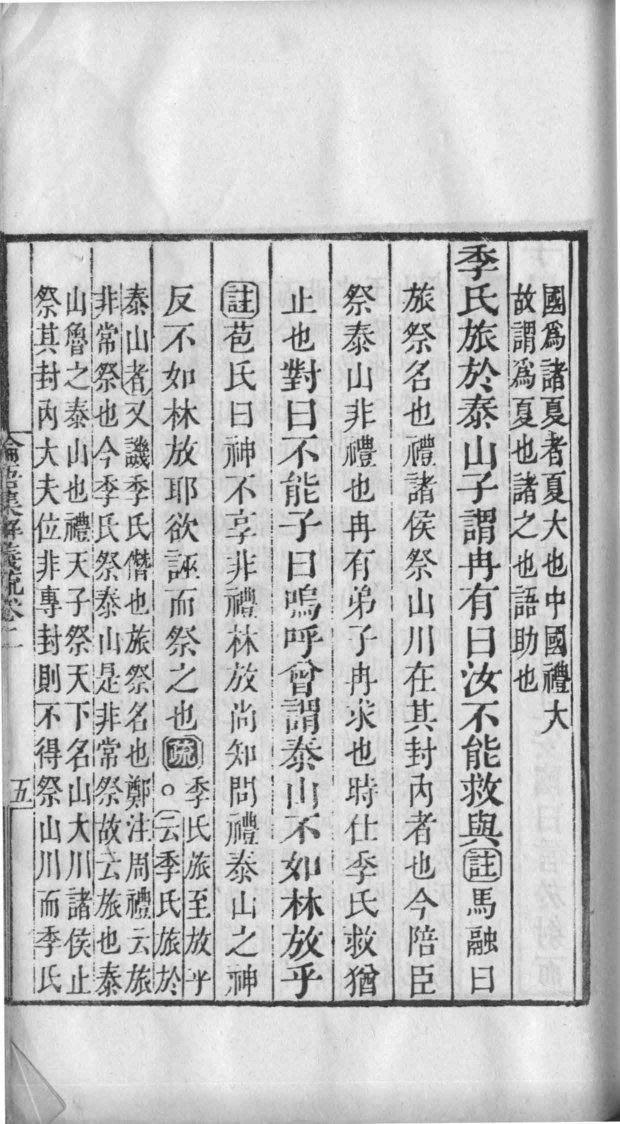 國爲諸夏者夏大也中國禮大
故謂爲夏也諸之也語助也
季氏旅於泰山子謂冉有曰汝不能救與註馬融曰
旅祭名也禮諸侯祭山川在其封內者也今陪臣
祭泰山非禮也冉有弟子冉求也時仕季氏救猶
止也對曰不能子曰嗚呼曾謂泰山不如林放乎
註苞氏曰神不享非禮林放尚知問禮泰山之神
反不如林放耶欲誣而祭之也疏
季氏旅至放乎
○云季氏旅於
泰山者又譏季氏僭也旅祭名也鄭注周禮云旅
非常祭也今季氏祭泰山是非常祭故云旅也泰
山魯之泰山也禮天子祭天下名山大川諸侯止
祭其封內大夫位非專封則不得祭山川而季氏
論語集解義疏卷二
五